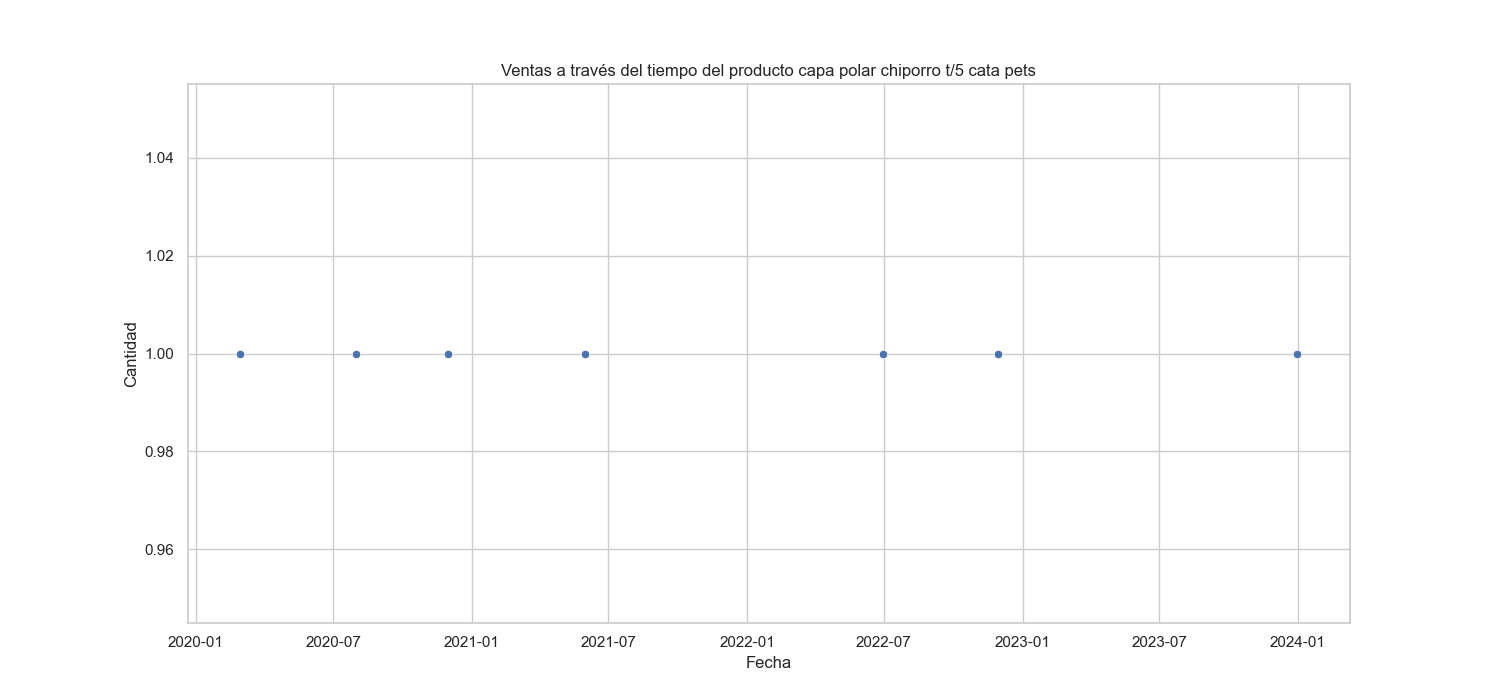 Ventas a través del tiempo del producto capa polar chiporro t/5 cata pets
1.04
1.02
1.00
0.98
0.96
Cantidad
2020-01 2020-07 2021-01 2021-07 2022-01 2022-07 2023-01 2023-07 2024-01
Fecha